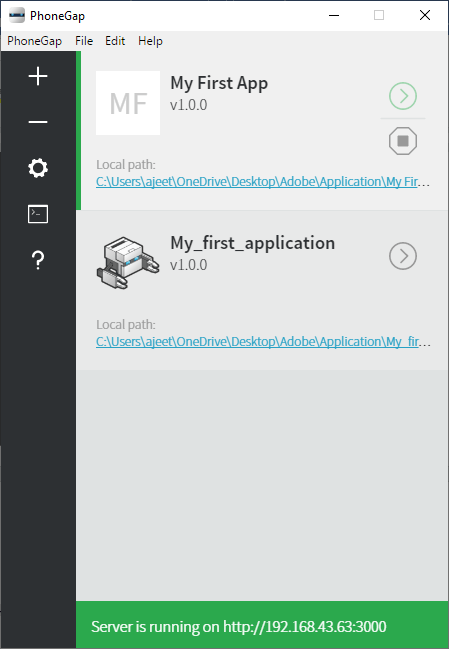 PhoneGap
PhoneGap File Edit Help
MF
My First App
v1.0.0
Local path:
C:\Users\ajeet\OneDrive\Desktop\Adobe\Application\My Fir...
My_first_application
v1.0.0
Local path:
C:\Users\ajeet\OneDrive\Desktop\Adobe\Application\My_fir...
Server is running on http://192.168.43.63:3000